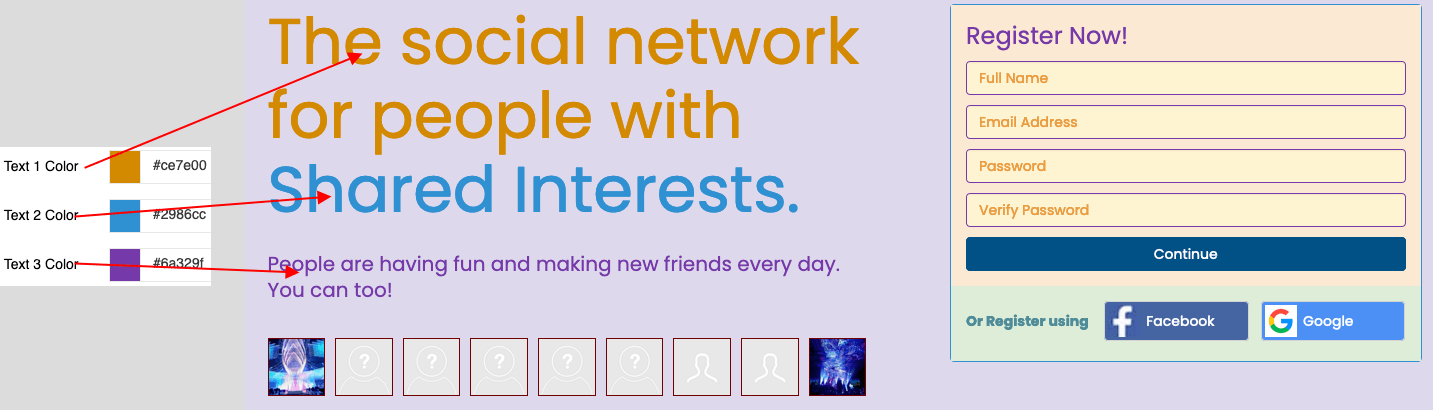 Text 1 Color
#ce7e00
Text 2 Color
#2986cc
Text 3 Color
#6a329f
The social network
for people with
Shared Interests.
People are having fun and making new friends every day.
You can too!
?
?
?
?
?
Register Now!
Full Name
Email Address
Password
Verify Password
Continue
Or Register using
f
Facebook
G
Google